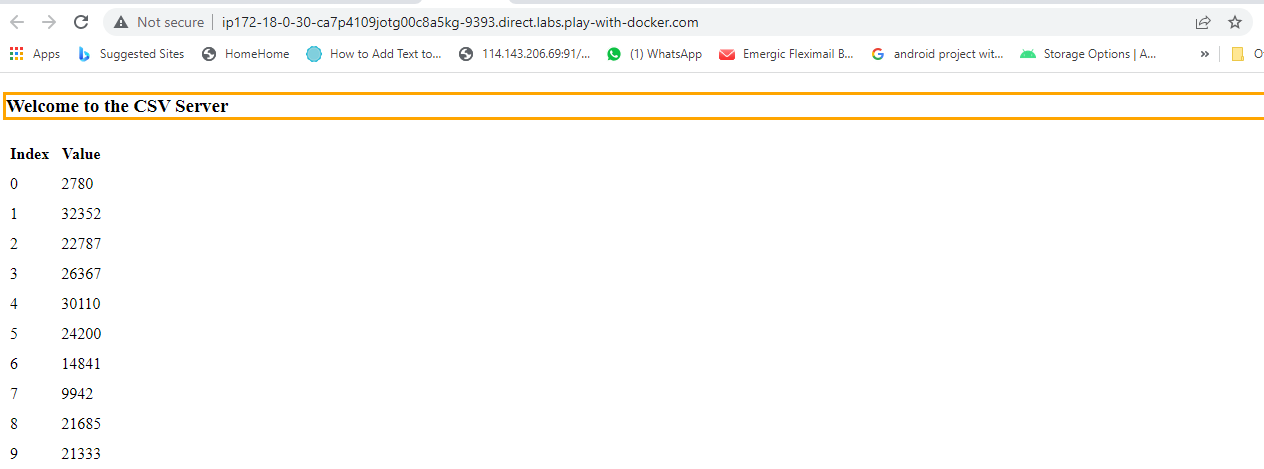 Not secure | ip172-18-0-30-ca7p4109jotg00c8a5kg-9393.direct.labs.play-with-docker.com
Apps Suggested Sites HomeHome How to Add Text to... 114.143.206.69:91/... (1) WhatsApp Emergic Fleximail B... android project wit... Storage Options | A... »
Welcome to the CSV Server
Index Value
0 2780
1 32352
2 22787
3 26367
4 30110
5 24200
6 14841
7 9942
8 21685
9 21333